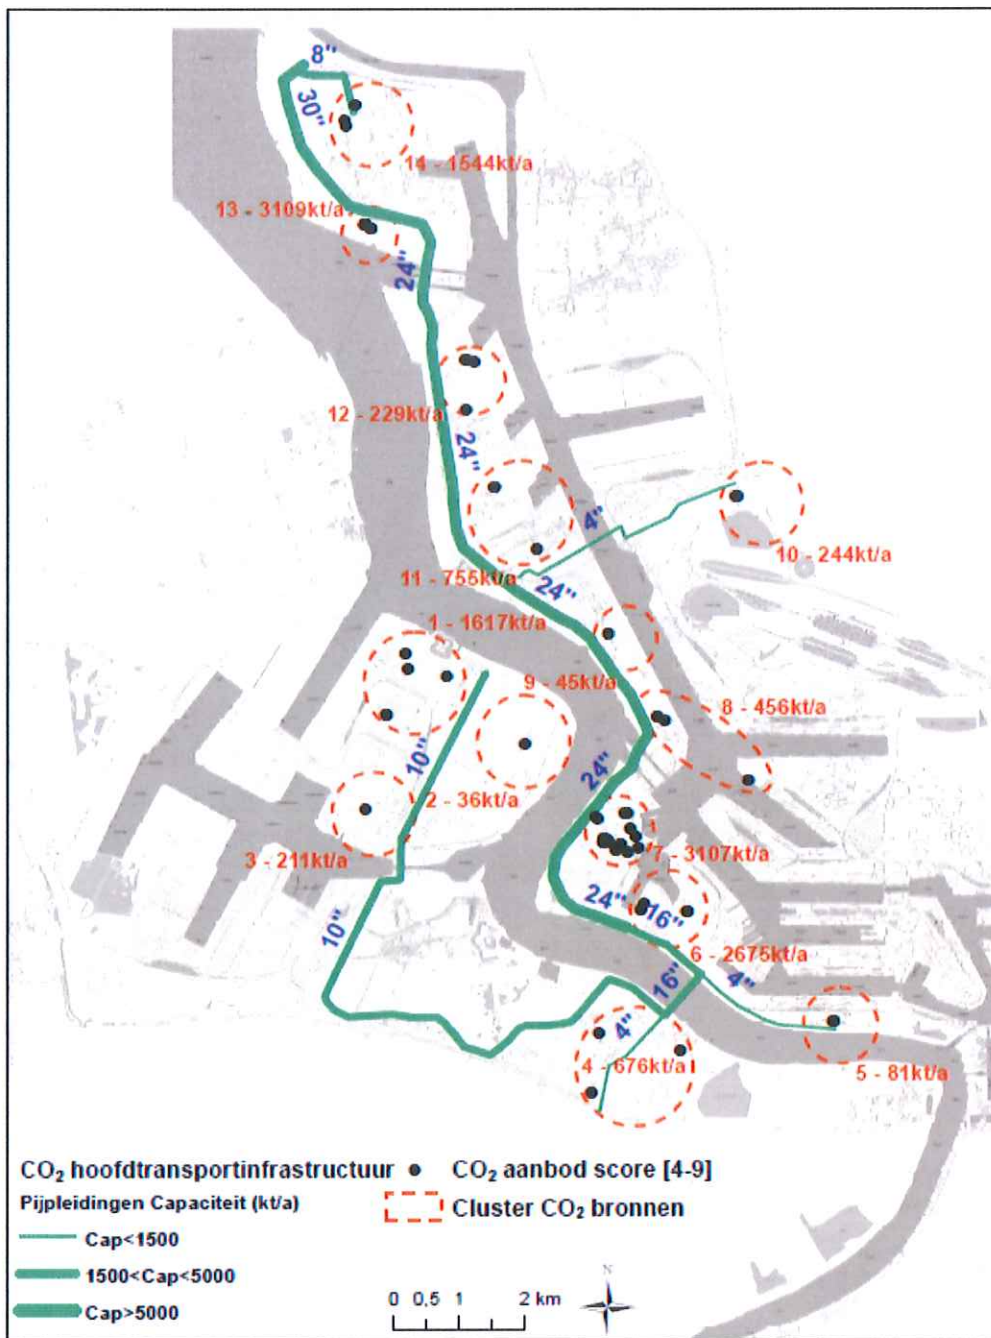 8"
30"
14 - 1544kt/a
13 - 3109kt/a
24"
12 - 229kt/a
24"
4"
10 - 244kt/a
11 - 755kt/a
24"
1 - 1617kt/a
9 - 45kt/a
8 - 456kt/a
10"
24"
2 - 36kt/a
3 - 211kt/a
7 - 3107kt/a
24"
16"
10"
6 - 2675kt/a
16"
4"
4"
4 - 676kt/a
5 - 81kt/a
CO₂ hoofdtransportinfrastructuur
CO₂ aanbod score [4-9]
Pijpleidingen Capaciteit (kt/a)
Cluster CO₂ bronnen
Cap<1500
1500<Cap<5000
Cap>5000
0 0,5 1 2 km
N